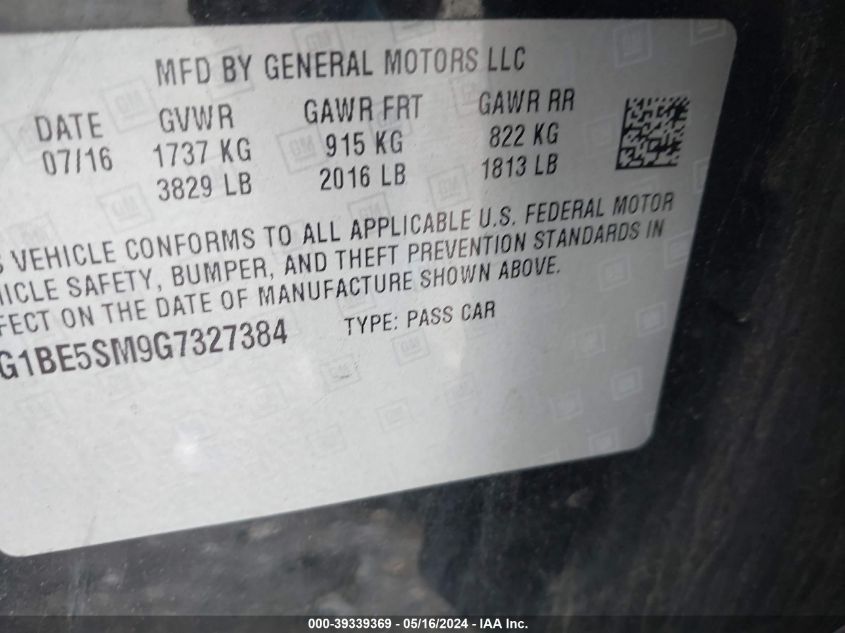 MFD BY GENERAL MOTORS LLC
DATE GVWR GAWR FRT GAWR RR
07/16 1737 KG 915 KG 822 KG
3829 LB 2016 LB 1813 LB
S VEHICLE CONFORMS TO ALL APPLICABLE U.S. FEDERAL MOTOR
HICLE SAFETY, BUMPER, AND THEFT PREVENTION STANDARDS IN
FECT ON THE DATE OF MANUFACTURE SHOWN ABOVE.
G1BE5SM9G7327384 TYPE: PASS CAR
000-39339369 - 05/16/2024 - IAA Inc.